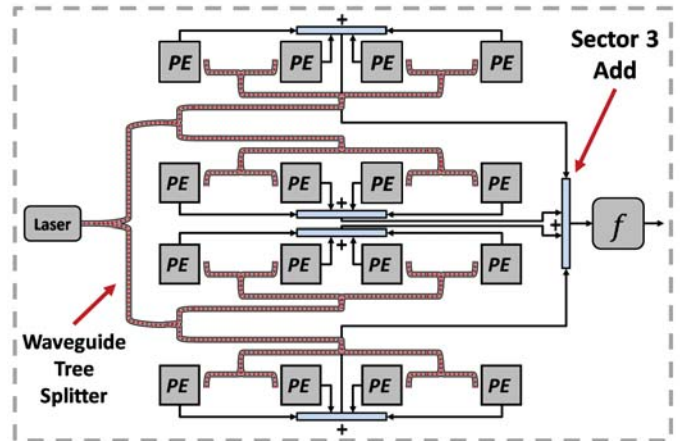 +
PE PE PE PE
Sector 3
Add
PE PE PE PE
+
Laser
+
f
+
PE PE PE PE
Waveguide
Tree
Splitter
PE PE PE PE
+